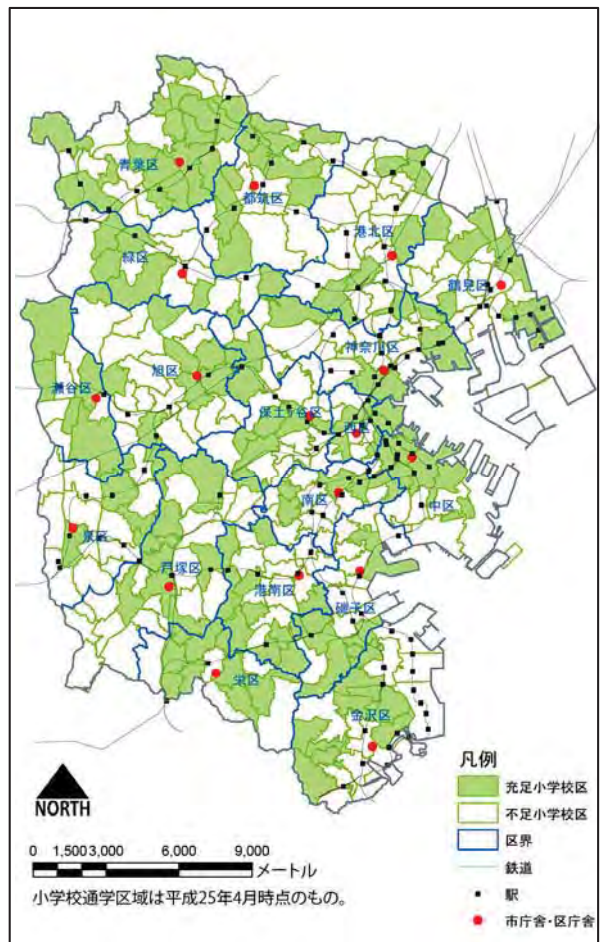 青葉区
都筑区
港北区
緑区
鶴見区
神奈川区
旭区
瀬谷区
保土ヶ谷区
西区
南区
中区
泉区
戸塚区
港南区
磯子区
栄区
金沢区
凡例
充足小学校区
不足小学校区
区界
鉄道
駅
市庁舎・区庁舎
NORTH
0 1,500 3,000 6,000 9,000
メートル
小学校通学区域は平成25年4月時点のもの。